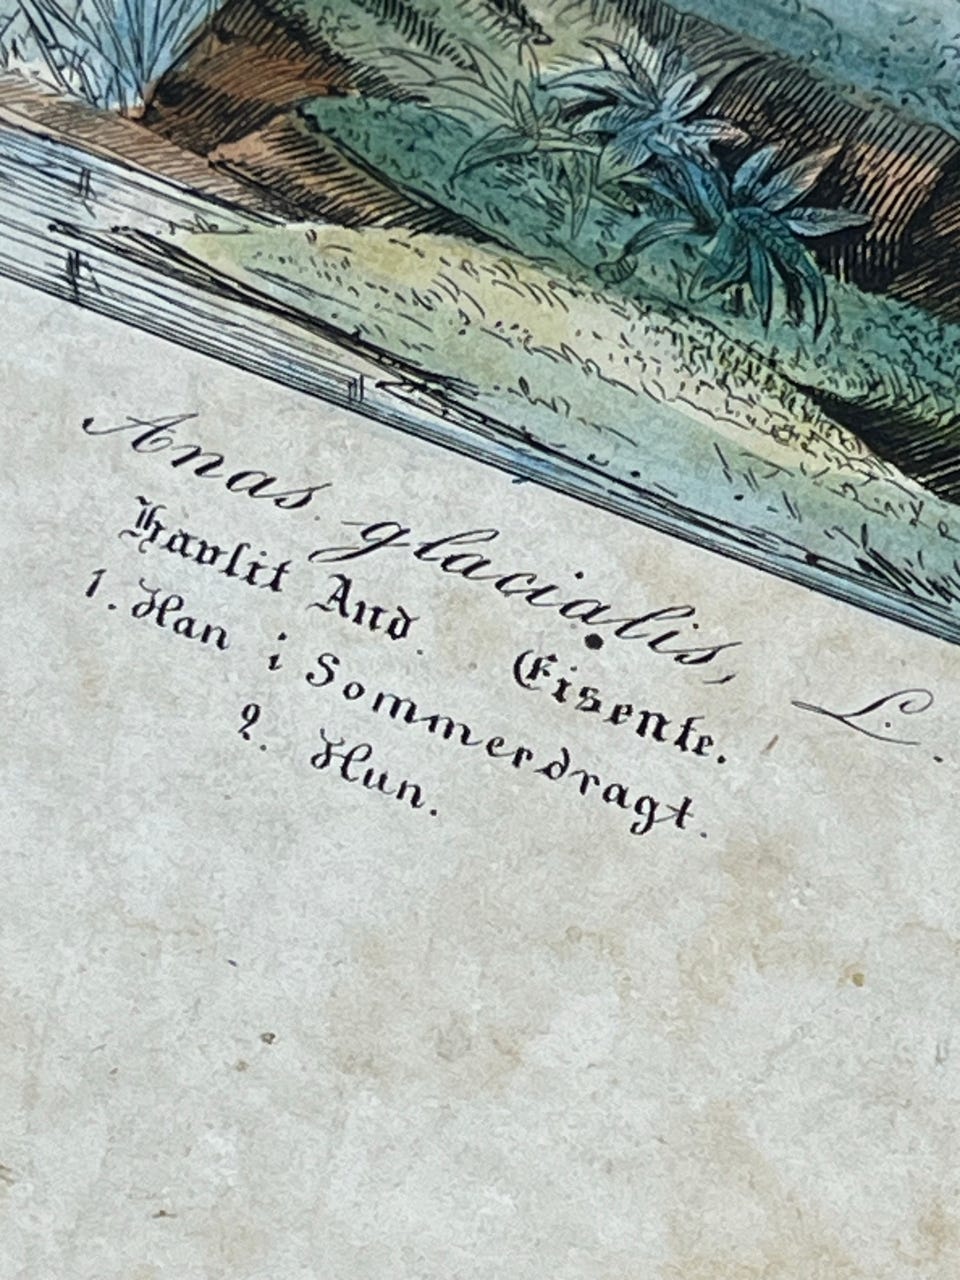 Anas glacialis, L.
Havlit And. Eisente.
1. Han i Sommerdragt.
2. Hun.